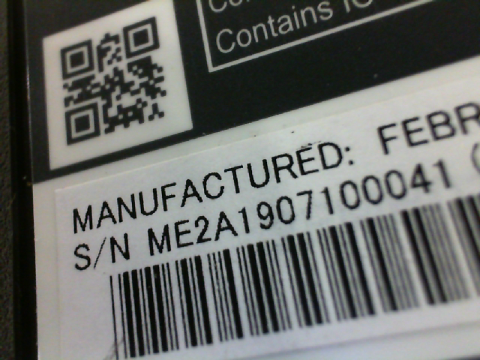 Contains IC
MANUFACTURED: FEBR
S/N ME2A1907100041 (